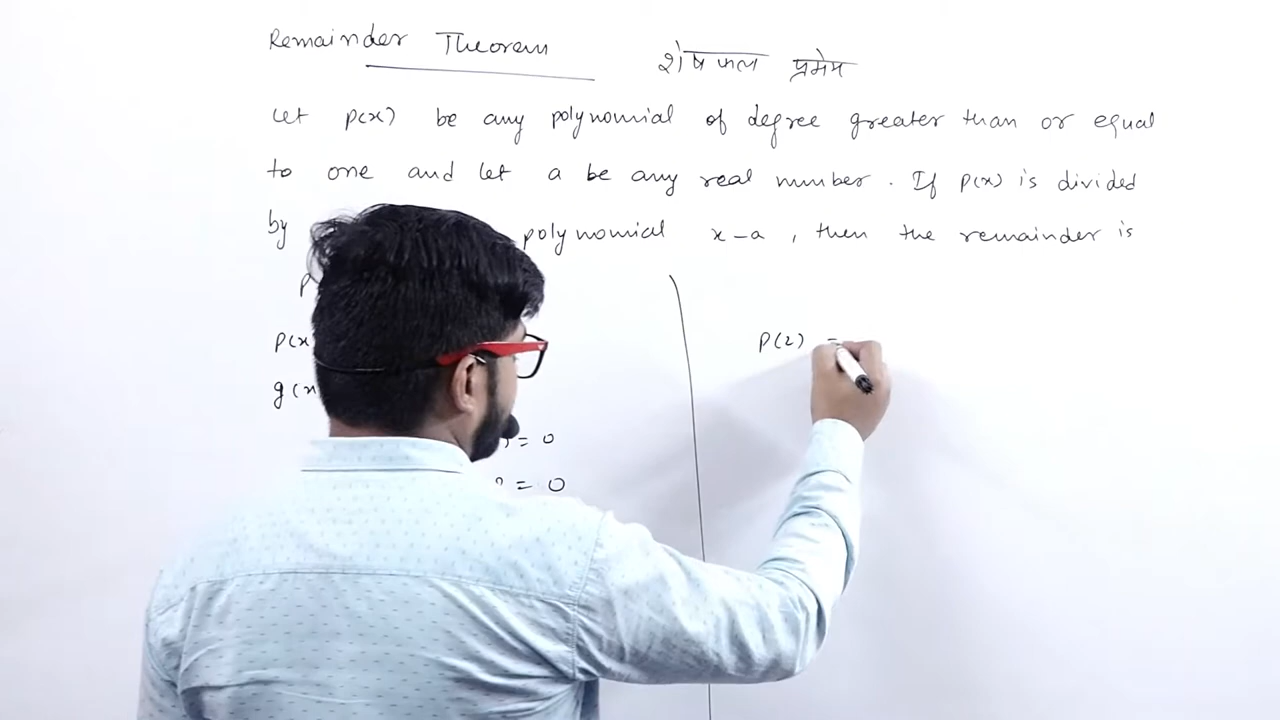 Remainder Theorem शेषफल प्रमेय
Let p(x) be any polynomial of degree greater than or equal
to one and let a be any real number. If p(x) is divided
by polynomial x-a, then the remainder is
p
p(x
g(x
= 0
2 = 0
p(2) =